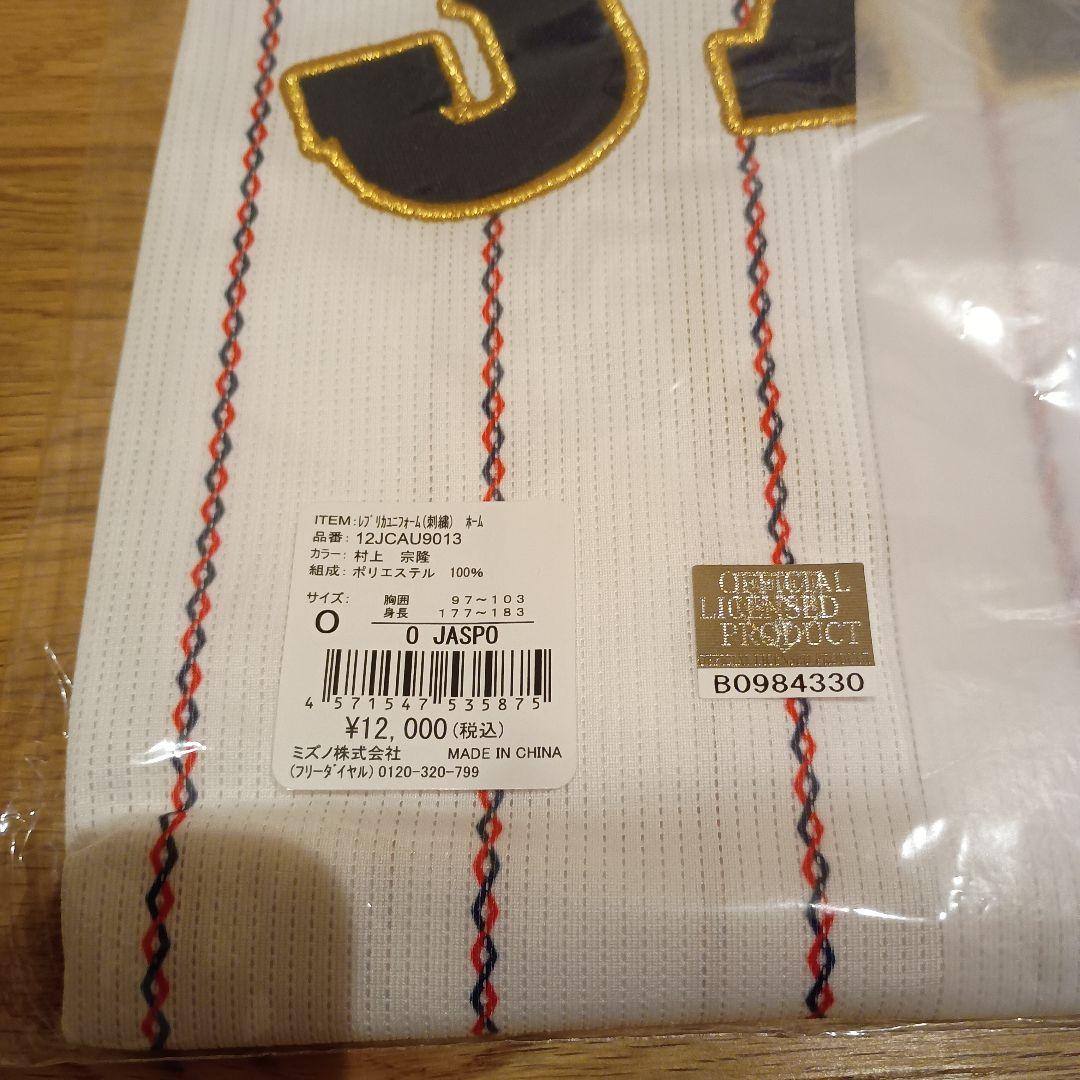 ITEM:ﾚﾌﾟﾘｶﾕﾆﾌｫｰﾑ(刺繍) ﾎｰﾑ
品番: 12JCAU9013
カラー: 村上 宗隆
組成: ポリエステル 100%
サイズ: 胸囲 97～103
O 身長 177～183
O JASPO
4 571547 535875
¥12,000(税込)
ミズノ株式会社 MADE IN CHINA
(フリーダイヤル) 0120-320-799
OFFICIAL
LICENSED
PRODUCT
B0984330